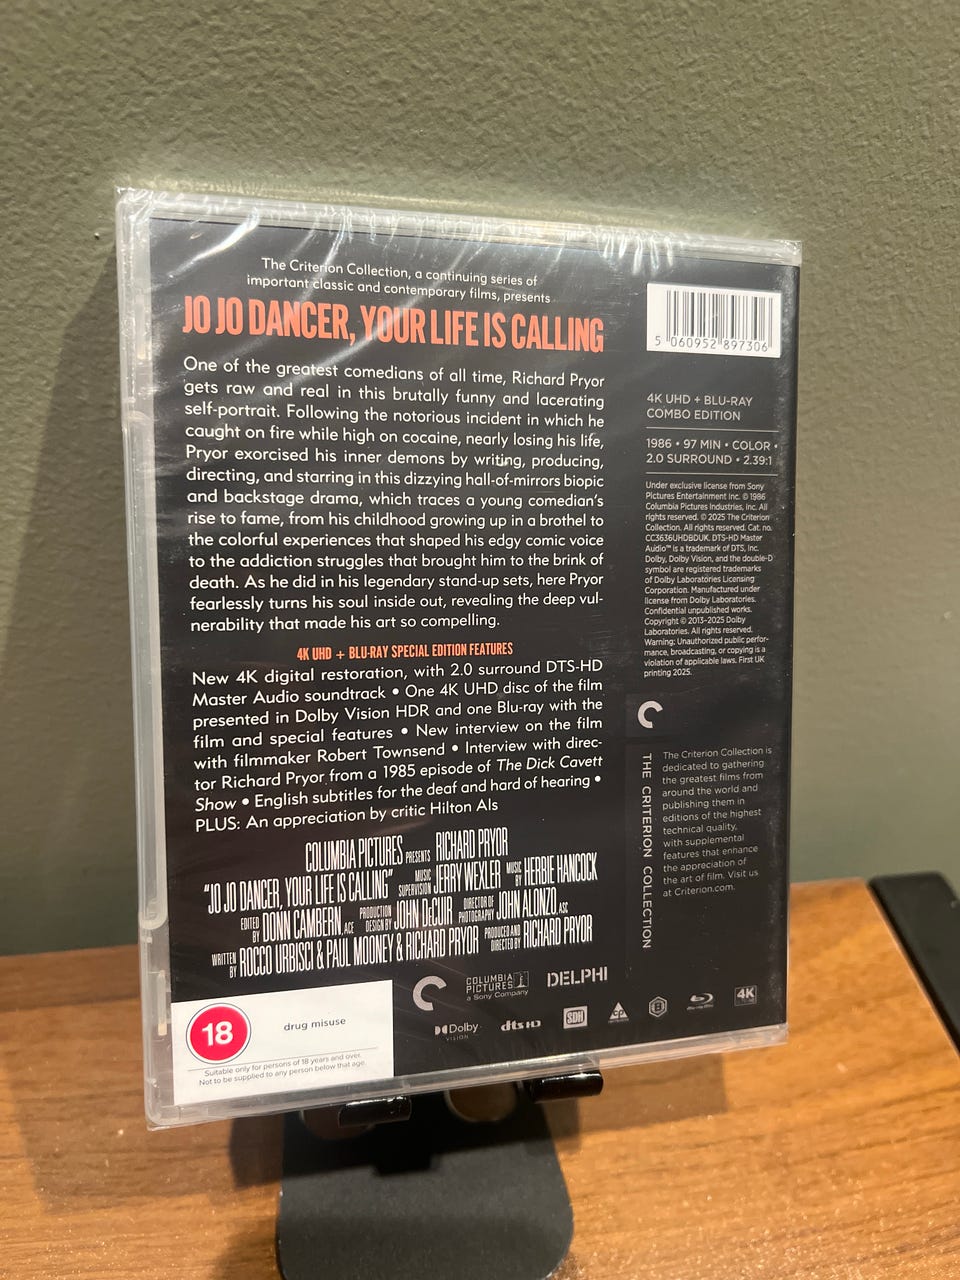 The Criterion Collection, a continuing series of
important classic and contemporary films, presents
JO JO DANCER, YOUR LIFE IS CALLING
One of the greatest comedians of all time, Richard Pryor
gets raw and real in this brutally funny and lacerating
self-portrait. Following the notorious incident in which he
caught on fire while high on cocaine, nearly losing his life,
Pryor exorcised his inner demons by writing, producing,
directing, and starring in this dizzying hall-of-mirrors biopic
and backstage drama, which traces a young comedian's
rise to fame, from his childhood growing up in a brothel to
the colorful experiences that shaped his edgy comic voice
to the addiction struggles that brought him to the brink of
death. As he did in his legendary stand-up sets, here Pryor
fearlessly turns his soul inside out, revealing the deep vul-
nerability that made his art so compelling.
4K UHD + BLU-RAY SPECIAL EDITION FEATURES
New 4K digital restoration, with 2.0 surround DTS-HD
Master Audio soundtrack • One 4K UHD disc of the film
presented in Dolby Vision HDR and one Blu-ray with the
film and special features • New interview on the film
with filmmaker Robert Townsend • Interview with direc-
tor Richard Pryor from a 1985 episode of The Dick Cavett
Show • English subtitles for the deaf and hard of hearing •
PLUS: An appreciation by critic Hilton Als
COLUMBIA PICTURES PRESENTS RICHARD PRYOR
"JO JO DANCER, YOUR LIFE IS CALLING" MUSIC SUPERVISION JERRY WEXLER MUSIC BY HERBIE HANCOCK
EDITED BY DONN CAMBERN, ACE PRODUCTION DESIGN BY JOHN DeCUIR DIRECTOR OF PHOTOGRAPHY JOHN ALONZO, ASC
WRITTEN BY ROCCO URBISCI & PAUL MOONEY & RICHARD PRYOR PRODUCED AND DIRECTED BY RICHARD PRYOR
COLUMBIA
PICTURES
a Sony Company
DELPHI
Dolby
VISION
dts HD
SDH
B
Blu-ray Disc
4K
18
drug misuse
Suitable only for persons of 18 years and over.
Not to be supplied to any person below that age.
5 060952 897306
4K UHD + BLU-RAY
COMBO EDITION
1986 • 97 MIN • COLOR •
2.0 SURROUND • 2.39:1
Under exclusive license from Sony
Pictures Entertainment Inc. © 1986
Columbia Pictures Industries, Inc. All
rights reserved. © 2025 The Criterion
Collection. All rights reserved. Cat. no.
CC3636UHDBDUK. DTS-HD Master
Audio™ is a trademark of DTS, Inc.
Dolby, Dolby Vision, and the double-D
symbol are registered trademarks
of Dolby Laboratories Licensing
Corporation. Manufactured under
license from Dolby Laboratories.
Confidential unpublished works.
Copyright © 2013–2025 Dolby
Laboratories. All rights reserved.
Warning: Unauthorized public perfor-
mance, broadcasting, or copying is a
violation of applicable laws. First UK
printing 2025.
THE CRITERION COLLECTION
The Criterion Collection is
dedicated to gathering
the greatest films from
around the world and
publishing them in
editions of the highest
technical quality,
with supplemental
features that enhance
the appreciation of
the art of film. Visit us
at Criterion.com.